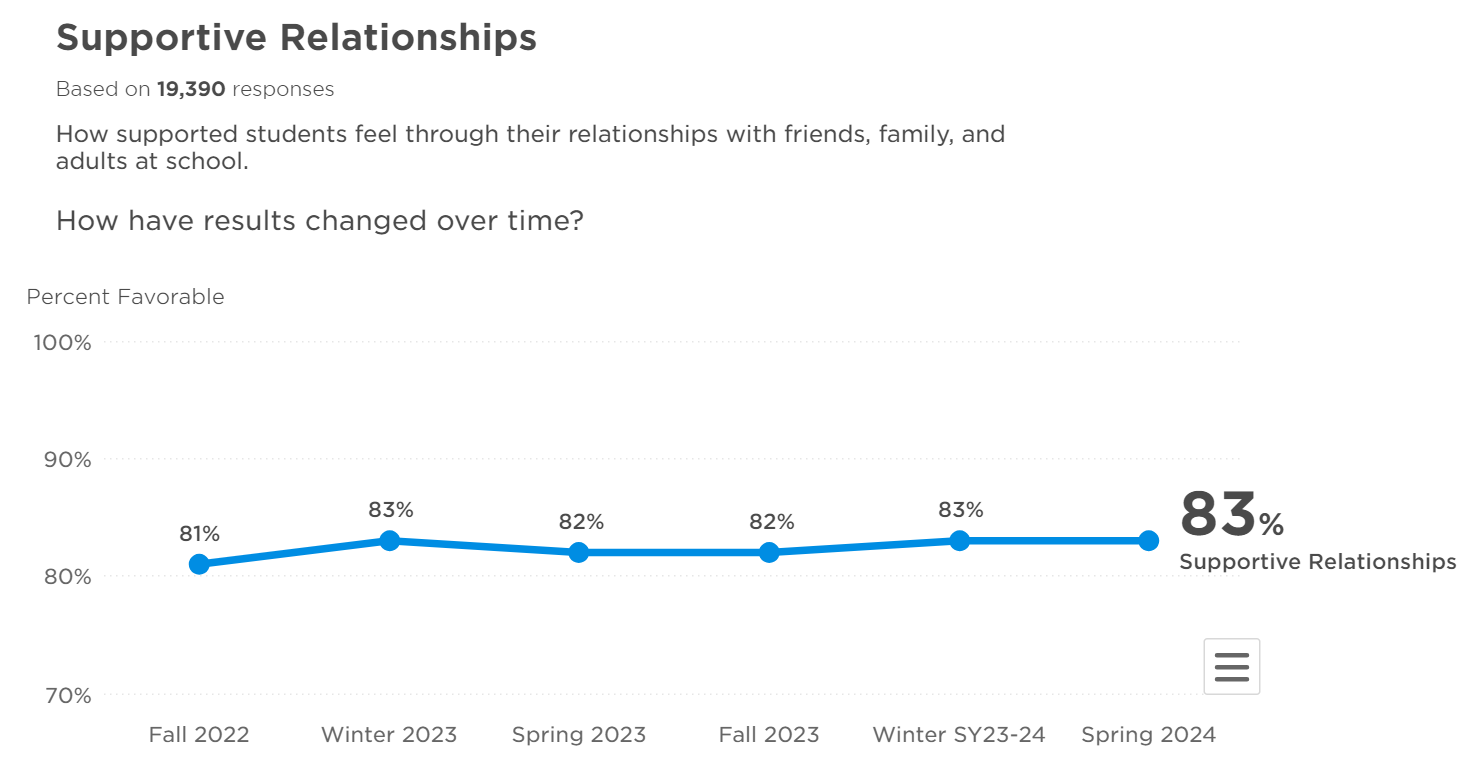 Supportive Relationships
Based on 19,390 responses
How supported students feel through their relationships with friends, family, and
adults at school.
How have results changed over time?
Percent Favorable
100%
90%
81%
83%
82%
82%
83%
83%
Supportive Relationships
80%
70%
Fall 2022
Winter 2023
Spring 2023
Fall 2023
Winter SY23-24
Spring 2024